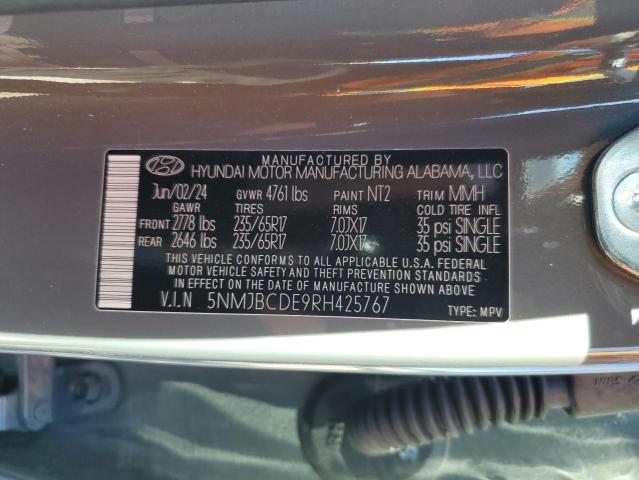 MANUFACTURED BY
HYUNDAI MOTOR MANUFACTURING ALABAMA, LLC
Jun/02/24 GVWR 4761 lbs PAINT NT2 TRIM MMH
GAWR TIRES RIMS COLD TIRE INFL
FRONT 2778 lbs 235/65R17 7.0JX17 35 psi SINGLE
REAR 2646 lbs 235/65R17 7.0JX17 35 psi SINGLE
THIS VEHICLE CONFORMS TO ALL APPLICABLE U.S.A. FEDERAL
MOTOR VEHICLE SAFETY, BUMPER, AND THEFT PREVENTION STANDARDS
IN EFFECT ON THE DATE OF MANUFACTURE SHOWN ABOVE
V.I.N 5NMJBCDE9RH425767 TYPE: MPV